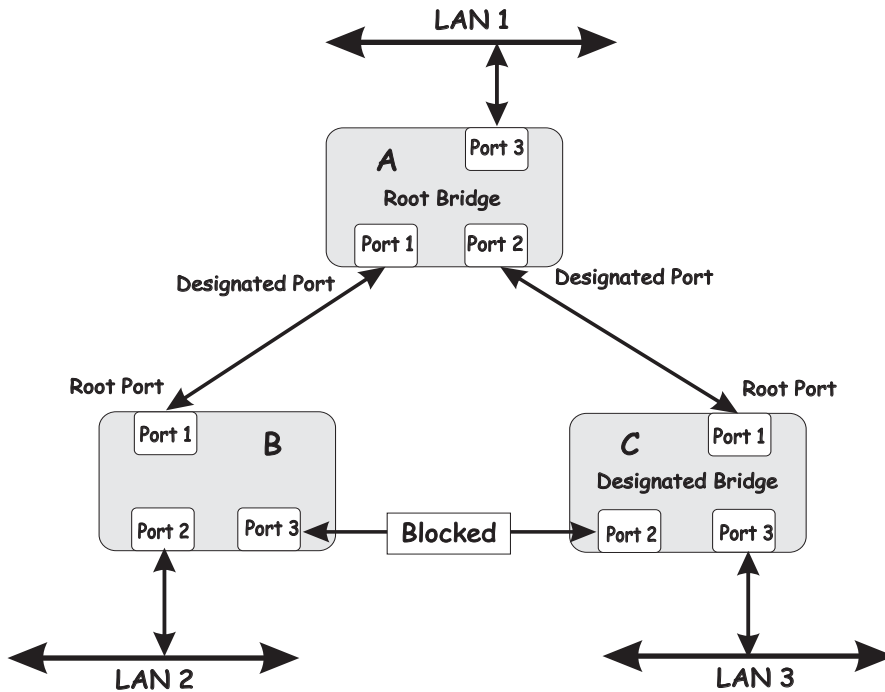 LAN 1
Port 3
A
Root Bridge
Port 1
Port 2
Designated Port
Designated Port
Root Port
Root Port
Port 1
B
C
Port 1
Designated Bridge
Port 2
Port 3
Blocked
Port 2
Port 3
LAN 2
LAN 3